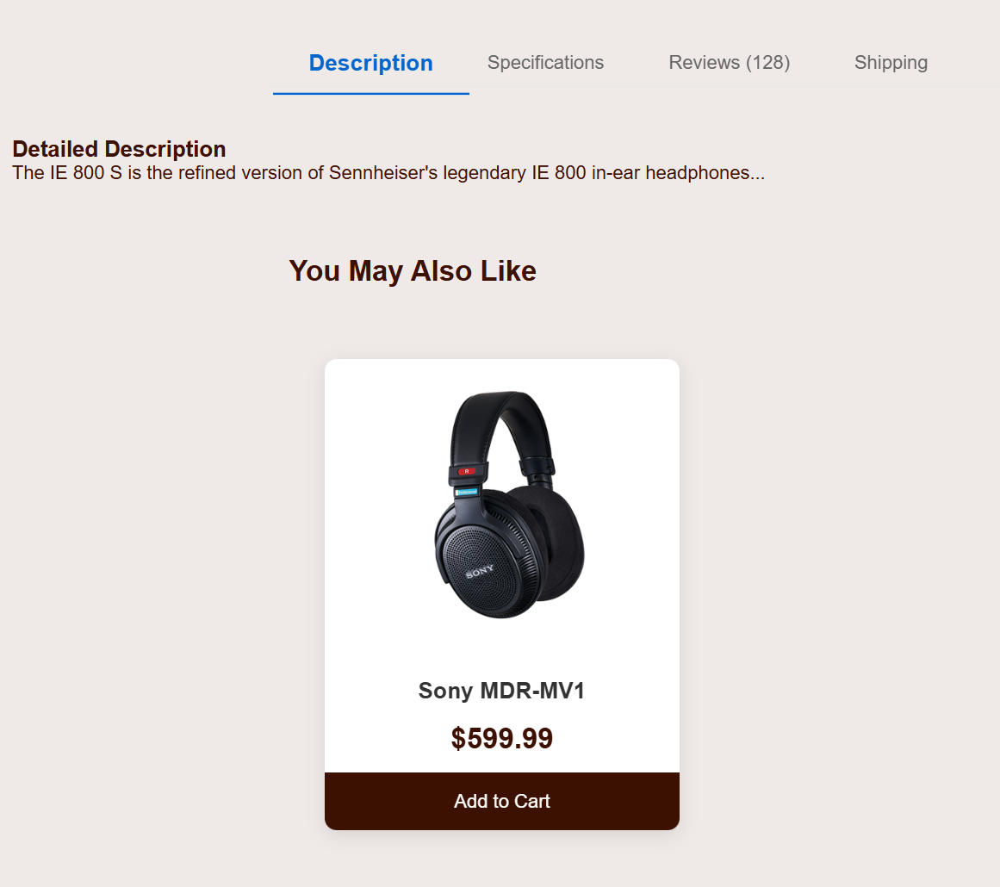 Description Specifications Reviews (128) Shipping
Detailed Description
The IE 800 S is the refined version of Sennheiser's legendary IE 800 in-ear headphones...
You May Also Like
R
SONY
Sony MDR-MV1
$599.99
Add to Cart